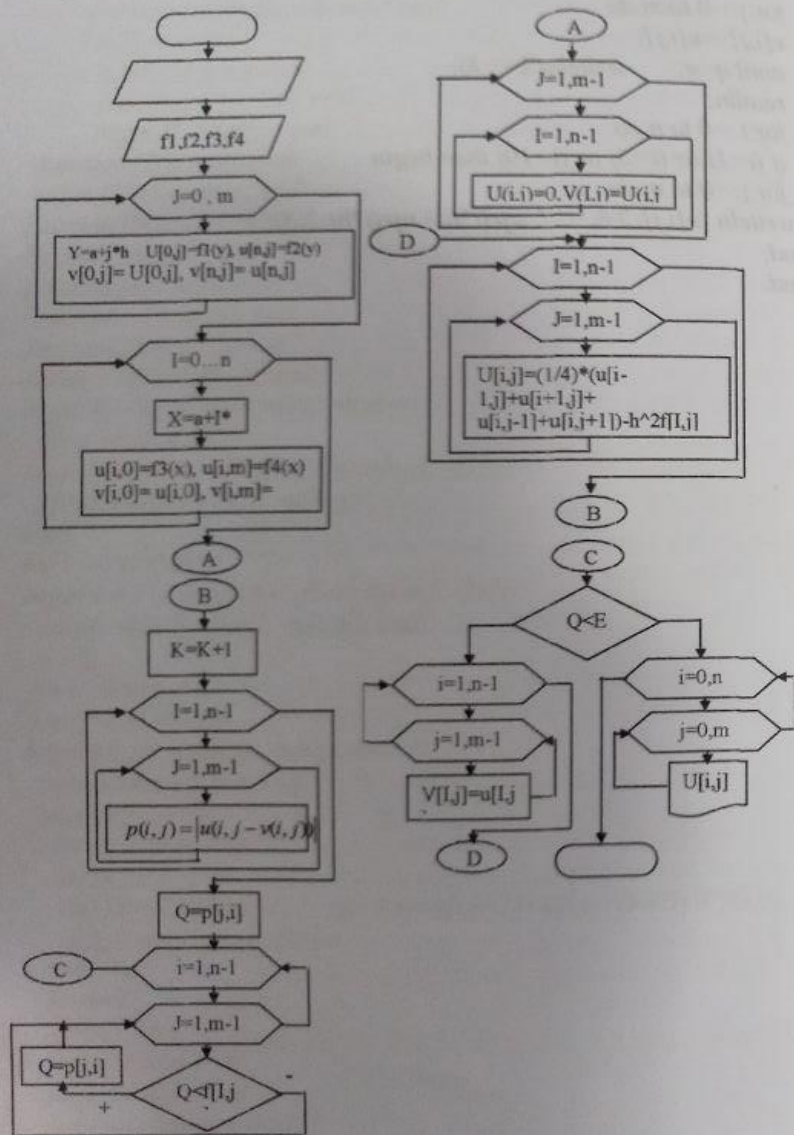 f1,f2,f3,f4
J=0 , m
Y=a+j*h U[0,j]=f1(y), u[n,j]=f2(y)
v[0,j]= U[0,j], v[n,j]= u[n,j]
I=0...n
X=a+I*
u[i,0]=f3(x), u[i,m]=f4(x)
v[i,0]= u[i,0], v[i,m]=
A
B
K=K+1
I=1,n-1
J=1,m-1
p(i,j)=|u(i,j-v(i,j))|
Q=p[j,i]
i=1,n-1
C
J=1,m-1
Q=p[j,i]
Q<f[I,j
+
-
A
J=1,m-1
I=1,n-1
U(i,j)=0,V(I,j)=U(i,j
D
I=1,n-1
J=1,m-1
U[i,j]=(1/4)*(u[i-
1,j]+u[i+1,j]+
u[i,j-1]+u[i,j+1])-h^2f[I,j]
B
C
Q<E
i=1,n-1
j=1,m-1
V[I,j]=u[I,j
D
i=0,n
j=0,m
U[i,j]